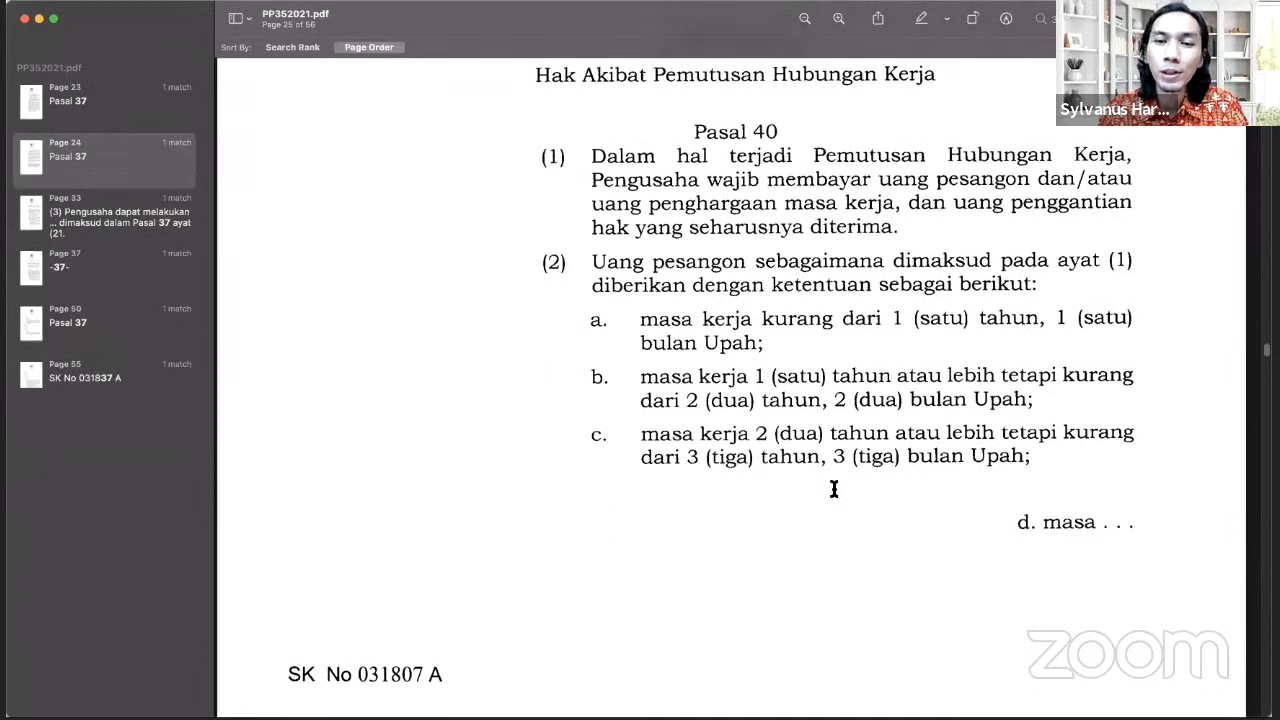 PP352021.pdf
Page 25 of 56
Sort By: Search Rank Page Order
PP352021.pdf
Page 23 1 match
Pasal 37
Page 24 1 match
Pasal 37
Page 33 1 match
(3) Pengusaha dapat melakukan
... dimaksud dalam Pasal 37 ayat
(21.
Page 37 1 match
-37-
Page 50 1 match
Pasal 37
Page 55 1 match
SK No 031837 A
Hak Akibat Pemutusan Hubungan Kerja
Pasal 40
(1) Dalam hal terjadi Pemutusan Hubungan Kerja,
Pengusaha wajib membayar uang pesangon dan/atau
uang penghargaan masa kerja, dan uang penggantian
hak yang seharusnya diterima.
(2) Uang pesangon sebagaimana dimaksud pada ayat (1)
diberikan dengan ketentuan sebagai berikut:
a. masa kerja kurang dari 1 (satu) tahun, 1 (satu)
bulan Upah;
b. masa kerja 1 (satu) tahun atau lebih tetapi kurang
dari 2 (dua) tahun, 2 (dua) bulan Upah;
c. masa kerja 2 (dua) tahun atau lebih tetapi kurang
dari 3 (tiga) tahun, 3 (tiga) bulan Upah;
d. masa . . .
SK No 031807 A
Sylvanus Har...
zoom